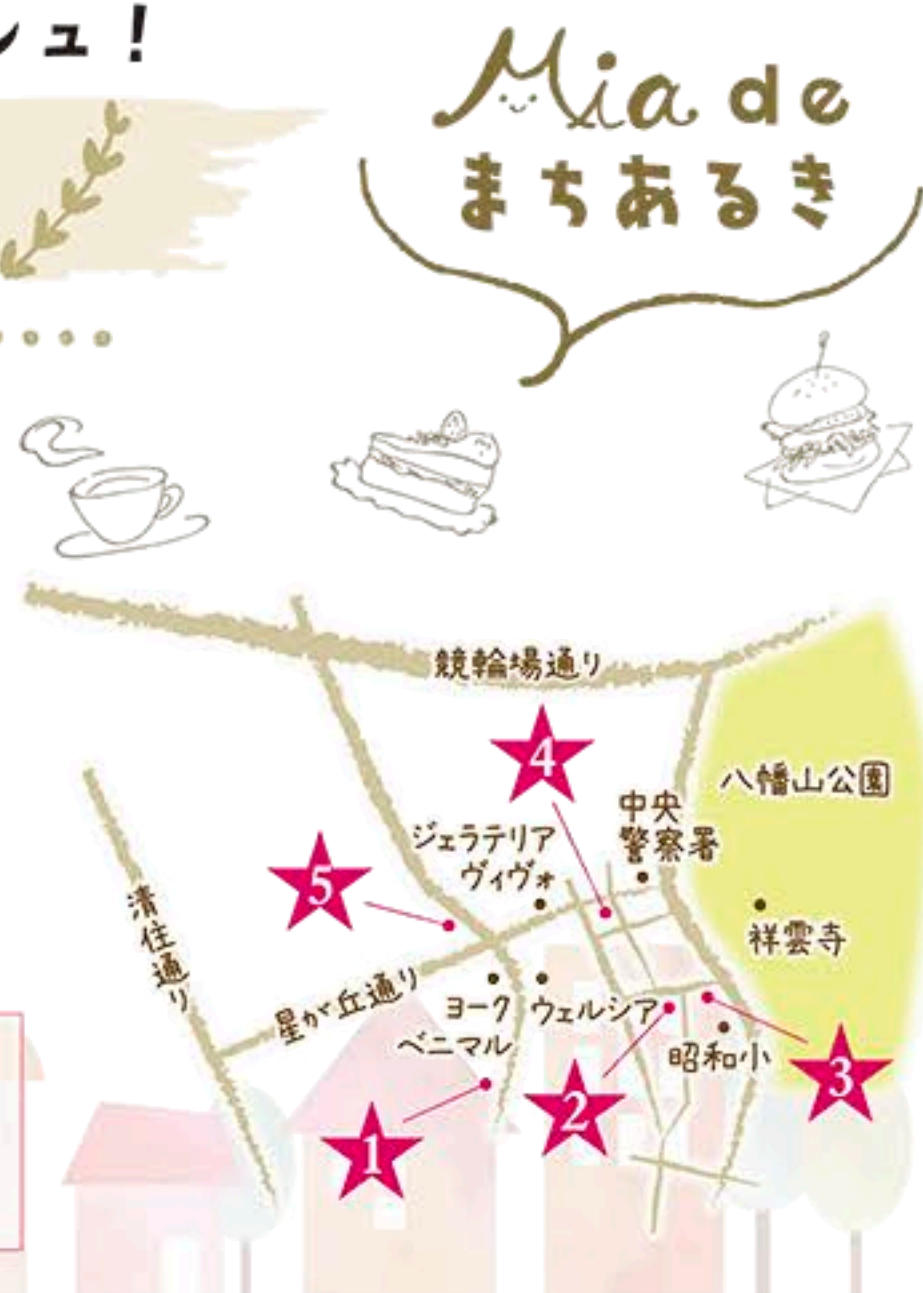 シュ!
Mia de
まちあるき
競輪場通り
4
八幡山公園
中央
警察署
ジェラテリア
ヴィヴォ
5
清住通り
祥雲寺
星が丘通り
ヨーク
ベニマル
ウェルシア
昭和小
3
2
1